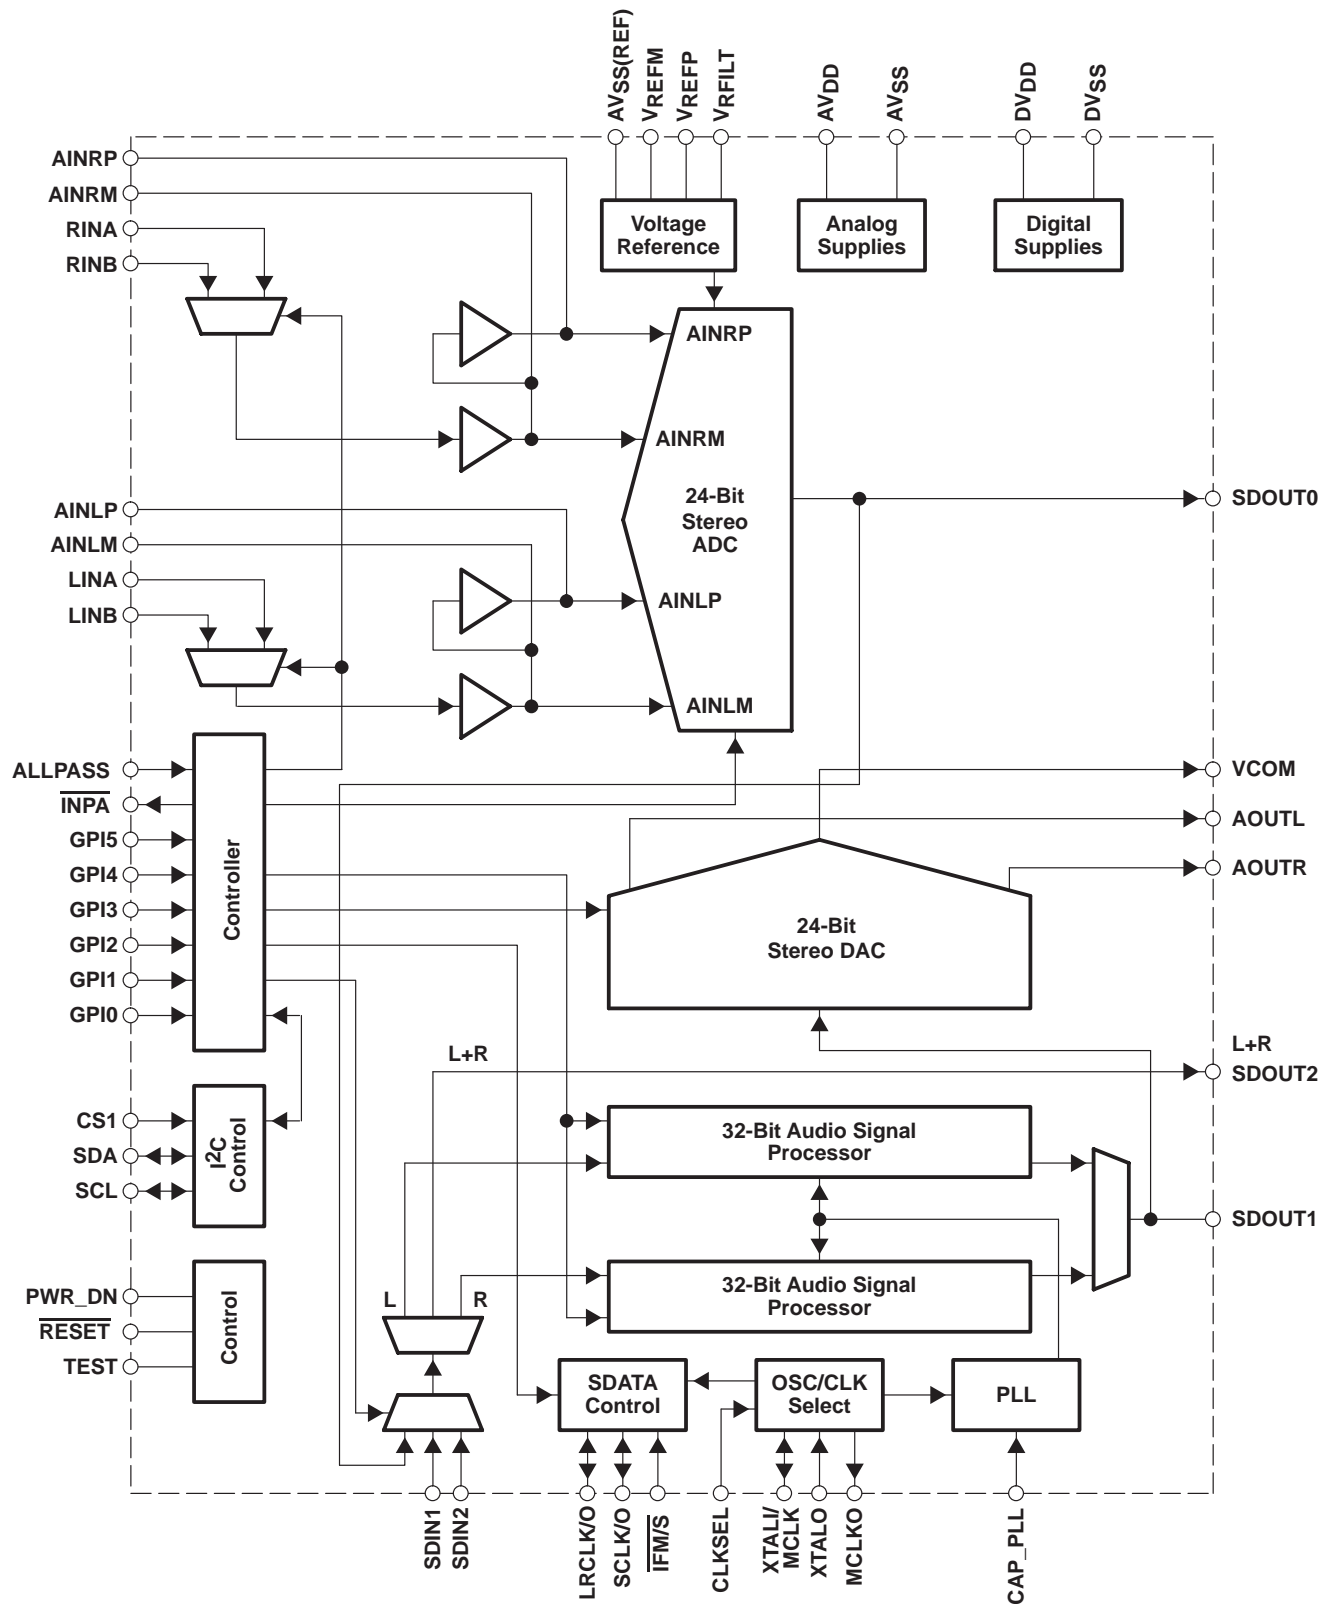 AVSS(REF)
VREFM
VREFP
VRFILT
AVDD
AVSS
DVDD
DVSS
AINRP
AINRM
RINA
RINB
Voltage
Reference
Analog
Supplies
Digital
Supplies
AINRP
AINRM
24-Bit
Stereo
ADC
AINLP
AINLM
SDOUT0
AINLP
AINLM
LINA
LINB
ALLPASS
INPA
GPI5
GPI4
GPI3
GPI2
GPI1
GPI0
Controller
VCOM
AOUTL
AOUTR
24-Bit
Stereo DAC
L+R
L+R
SDOUT2
CS1
SDA
SCL
I2C
Control
32-Bit Audio Signal
Processor
SDOUT1
32-Bit Audio Signal
Processor
PWR_DN
RESET
TEST
Control
L
R
SDATA
Control
OSC/CLK
Select
PLL
SDIN1
SDIN2
LRCLK/O
SCLK/O
IFM/S
CLKSEL
XTALI/
MCLK
XTALO
MCLKO
CAP_PLL